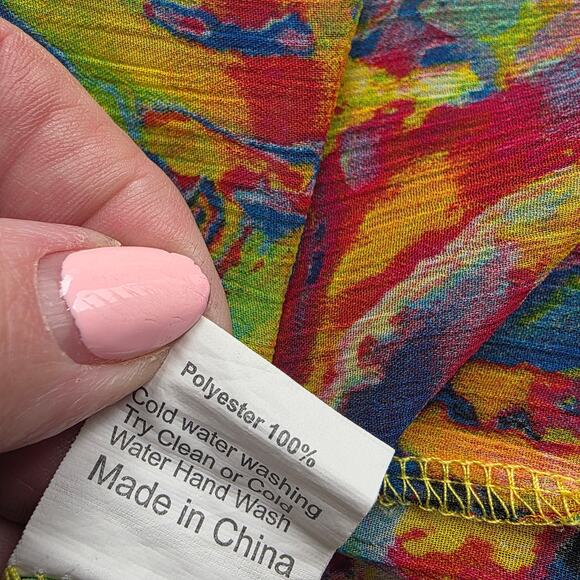 Polyester 100%
Cold water washing
Try Clean or Cold
Water Hand Wash
Made in China